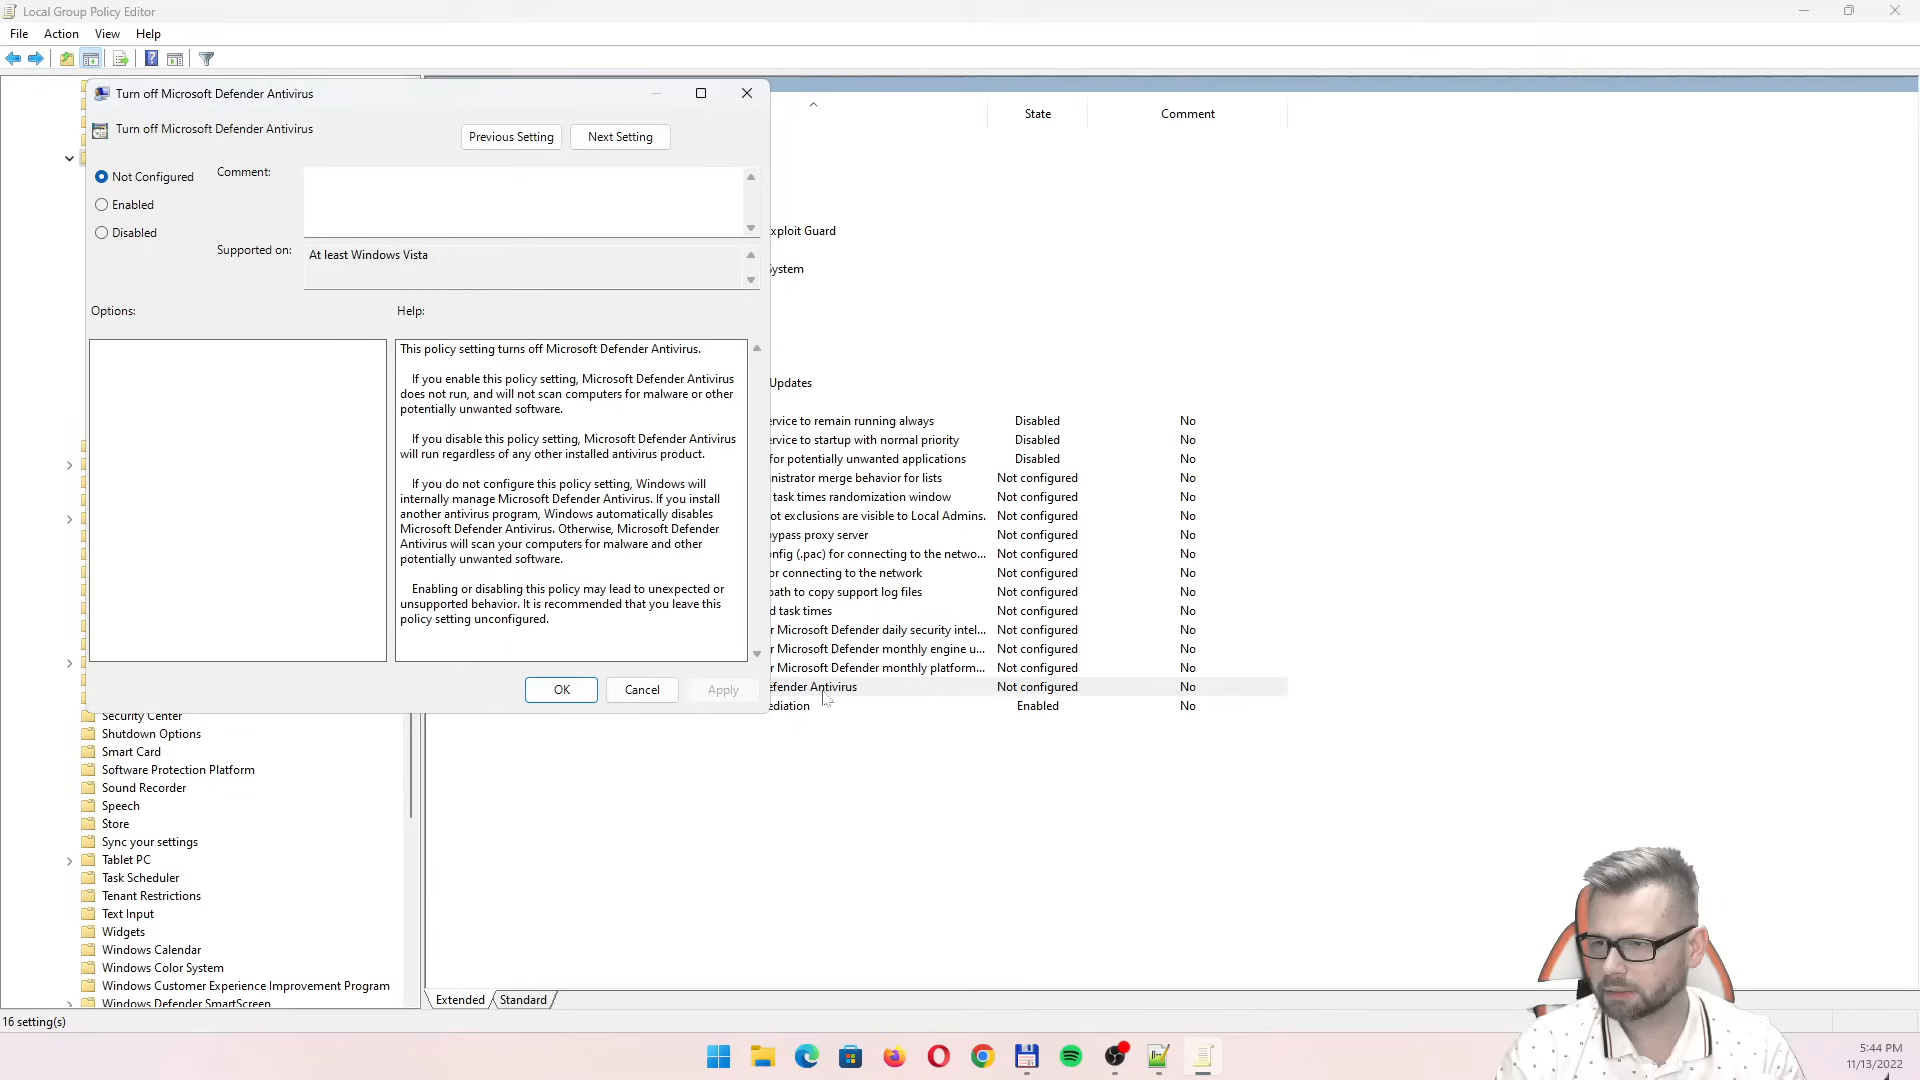 Local Group Policy Editor
File Action View Help
Turn off Microsoft Defender Antivirus
Turn off Microsoft Defender Antivirus
Previous Setting
Next Setting
Not Configured
Enabled
Disabled
Comment:
Supported on:
At least Windows Vista
Options:
Help:
This policy setting turns off Microsoft Defender Antivirus.
If you enable this policy setting, Microsoft Defender Antivirus
does not run, and will not scan computers for malware or other
potentially unwanted software.
If you disable this policy setting, Microsoft Defender Antivirus
will run regardless of any other installed antivirus product.
If you do not configure this policy setting, Windows will
internally manage Microsoft Defender Antivirus. If you install
another antivirus program, Windows automatically disables
Microsoft Defender Antivirus. Otherwise, Microsoft Defender
Antivirus will scan your computers for malware and other
potentially unwanted software.
Enabling or disabling this policy may lead to unexpected or
unsupported behavior. It is recommended that you leave this
policy setting unconfigured.
OK
Cancel
Apply
State Comment
xploit Guard
System
Updates
ervice to remain running always Disabled No
ervice to startup with normal priority Disabled No
for potentially unwanted applications Disabled No
nistrator merge behavior for lists Not configured No
task times randomization window Not configured No
ot exclusions are visible to Local Admins. Not configured No
bypass proxy server Not configured No
nfig (.pac) for connecting to the netwo... Not configured No
or connecting to the network Not configured No
path to copy support log files Not configured No
d task times Not configured No
r Microsoft Defender daily security intel... Not configured No
r Microsoft Defender monthly engine u... Not configured No
r Microsoft Defender monthly platform... Not configured No
efender Antivirus Not configured No
ediation Enabled No
Security Center
Shutdown Options
Smart Card
Software Protection Platform
Sound Recorder
Speech
Store
Sync your settings
Tablet PC
Task Scheduler
Tenant Restrictions
Text Input
Widgets
Windows Calendar
Windows Color System
Windows Customer Experience Improvement Program
Windows Defender SmartScreen
Extended Standard
16 setting(s)
5:44 PM
11/13/2022